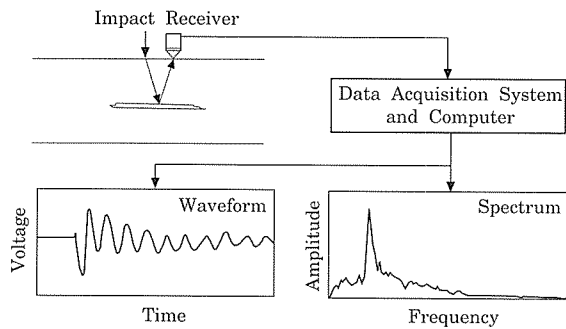 Impact Receiver
Data Acquisition System
and Computer
Waveform
Voltage
Time
Spectrum
Amplitude
Frequency